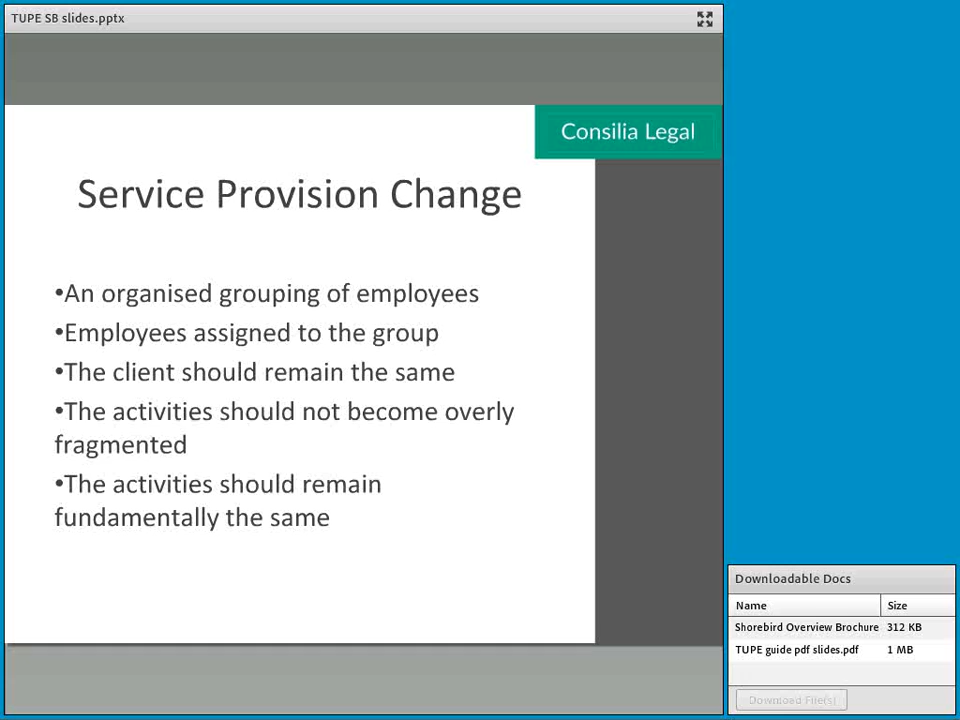 TUPE SB slides.pptx
Consilia Legal
Service Provision Change
•An organised grouping of employees
•Employees assigned to the group
•The client should remain the same
•The activities should not become overly
fragmented
•The activities should remain
fundamentally the same
Downloadable Docs
Name Size
Shorebird Overview Brochure 312 KB
TUPE guide pdf slides.pdf 1 MB
Download File(s)